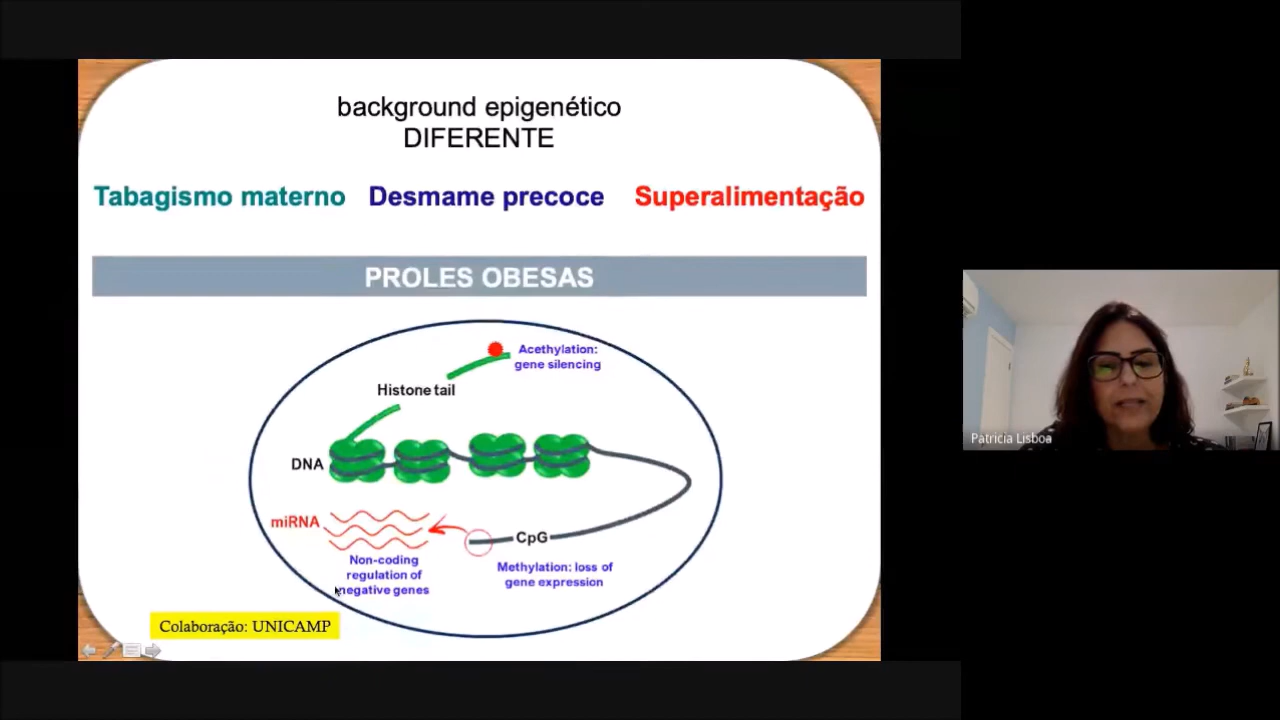 background epigenético
DIFERENTE
Tabagismo materno Desmame precoce Superalimentação
PROLES OBESAS
Acethylation:
gene silencing
Histone tail
DNA
miRNA
CpG
Non-coding
regulation of
negative genes
Methylation: loss of
gene expression
Colaboração: UNICAMP
Patricia Lisboa